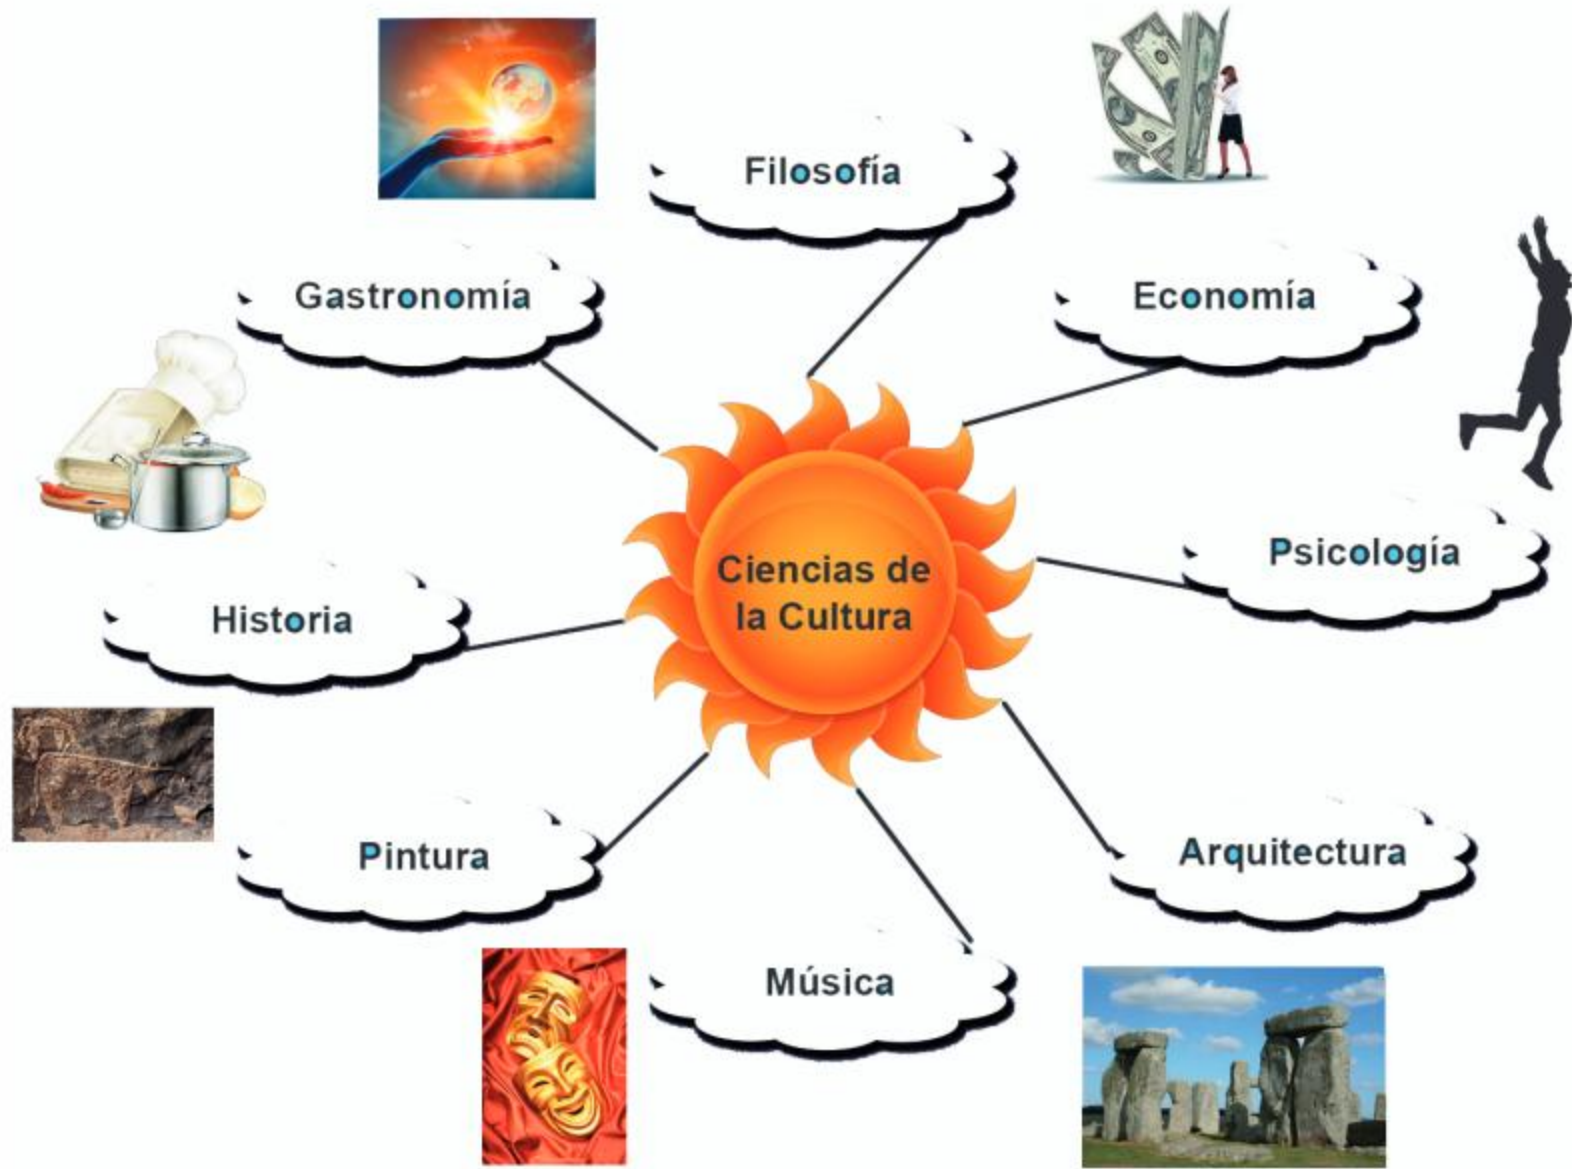 Filosofía
Gastronomía
Economía
Psicología
Ciencias de
la Cultura
Historia
Arquitectura
Pintura
Música